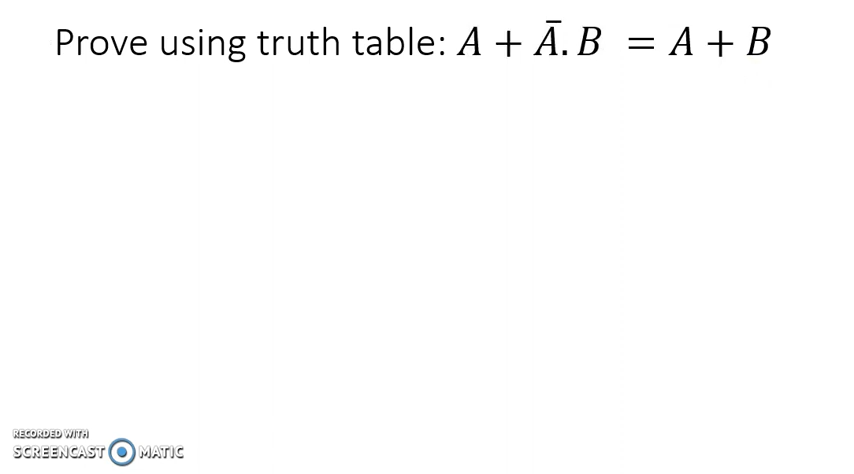 Prove using truth table: A + Ā. B = A + B
RECORDED WITH
SCREENCAST MATIC